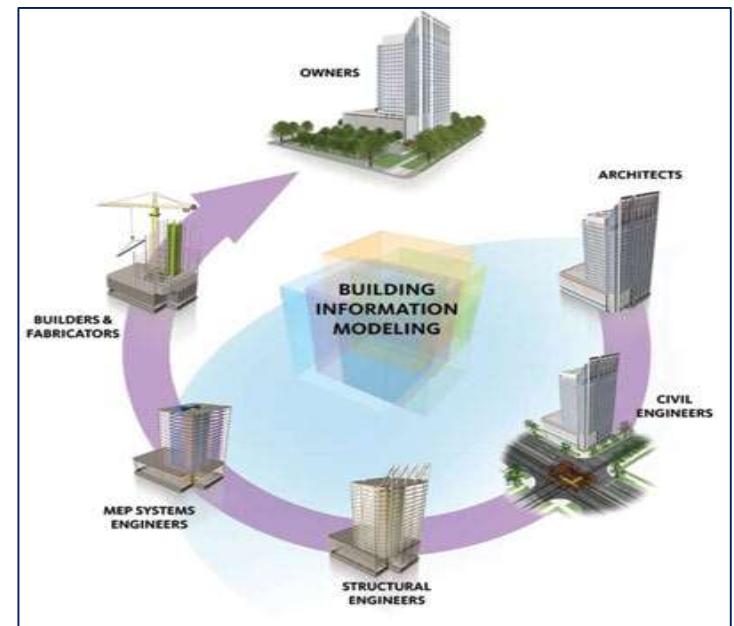 OWNERS
ARCHITECTS
BUILDING
INFORMATION
MODELING
BUILDERS &
FABRICATORS
CIVIL
ENGINEERS
MEP SYSTEMS
ENGINEERS
STRUCTURAL
ENGINEERS